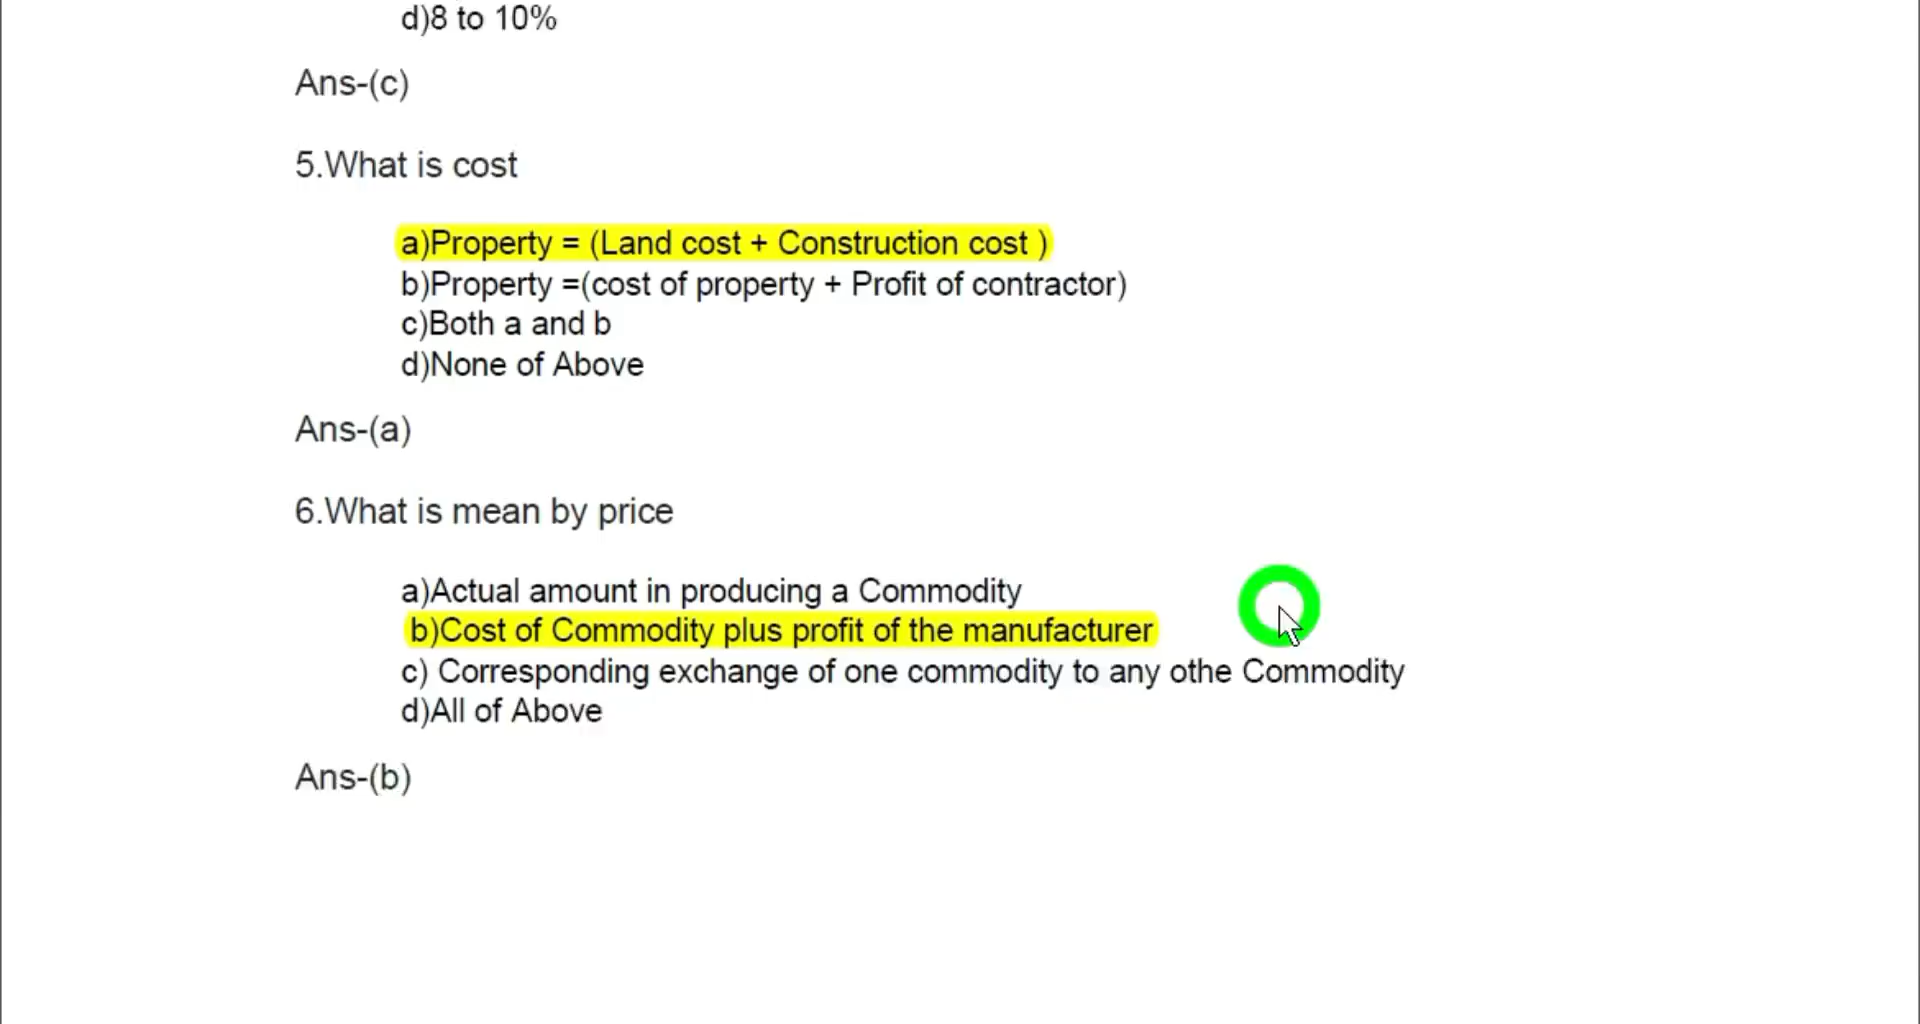 d)8 to 10%
Ans-(c)
5.What is cost
a)Property = (Land cost + Construction cost )
b)Property =(cost of property + Profit of contractor)
c)Both a and b
d)None of Above
Ans-(a)
6.What is mean by price
a)Actual amount in producing a Commodity
b)Cost of Commodity plus profit of the manufacturer
c) Corresponding exchange of one commodity to any othe Commodity
d)All of Above
Ans-(b)